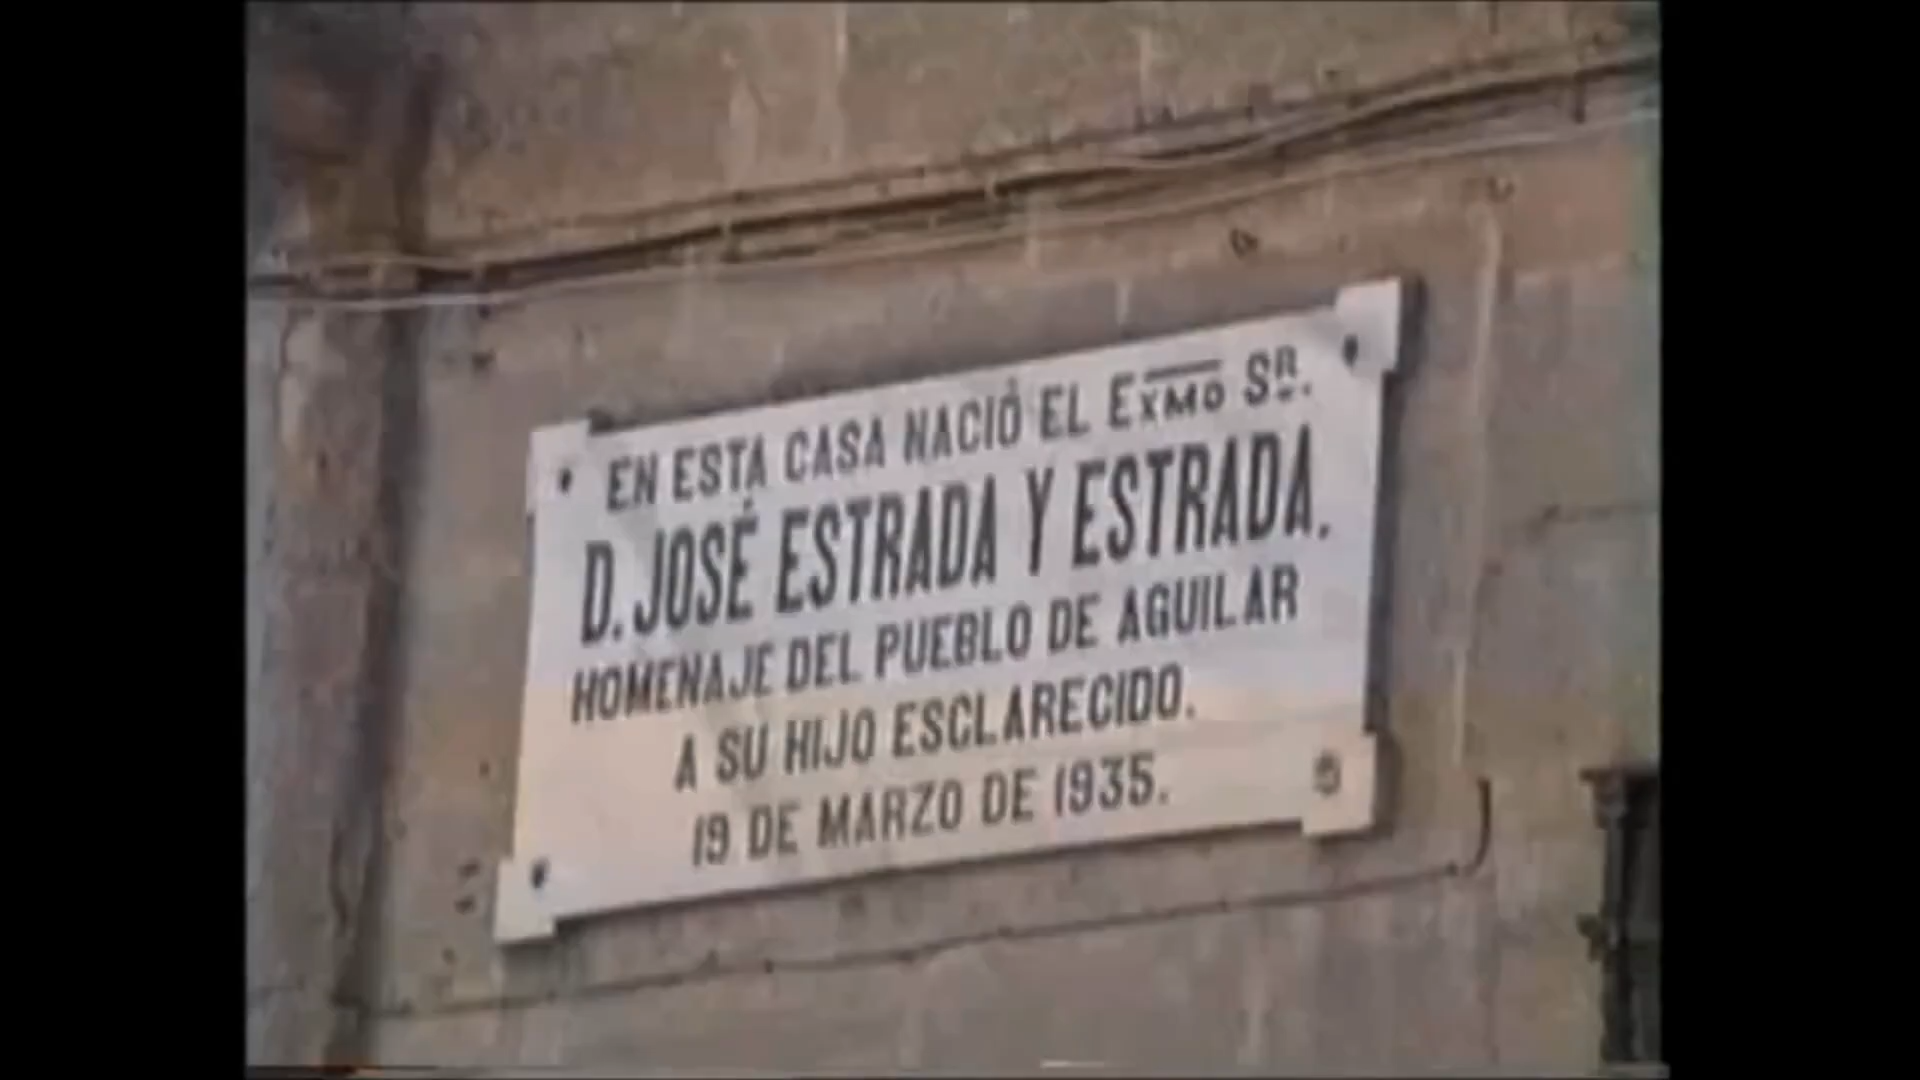 EN ESTA CASA NACIÓ EL EXMO SR.
D. JOSÉ ESTRADA Y ESTRADA.
HOMENAJE DEL PUEBLO DE AGUILAR
A SU HIJO ESCLARECIDO.
19 DE MARZO DE 1935.